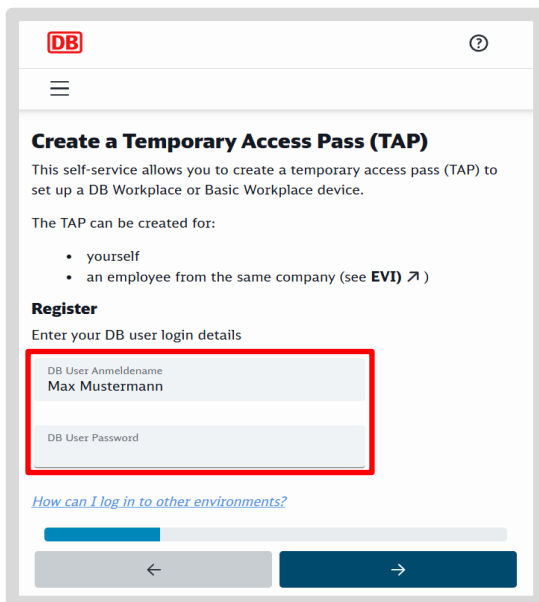 DB
?
Create a Temporary Access Pass (TAP)
This self-service allows you to create a temporary access pass (TAP) to
set up a DB Workplace or Basic Workplace device.
The TAP can be created for:
• yourself
• an employee from the same company (see EVI) ↗ )
Register
Enter your DB user login details
DB User Anmeldename
Max Mustermann
DB User Password
How can I log in to other environments?
← →